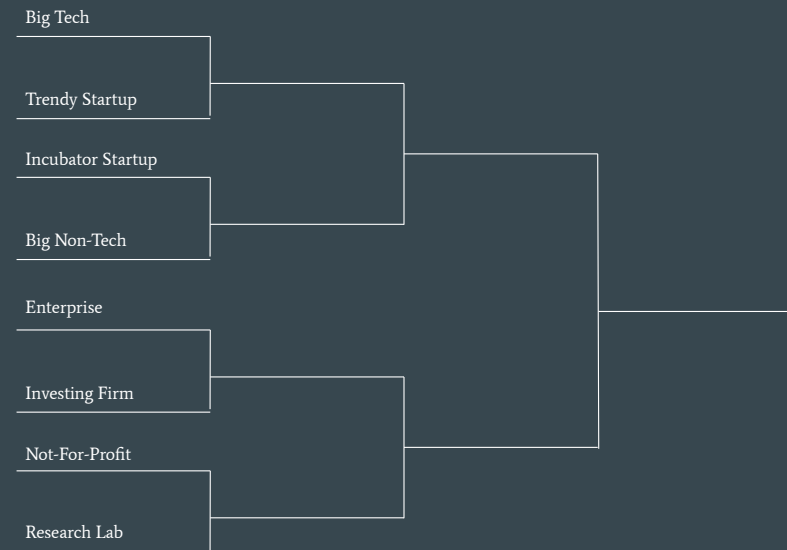 Big Tech
Trendy Startup
Incubator Startup
Big Non-Tech
Enterprise
Investing Firm
Not-For-Profit
Research Lab